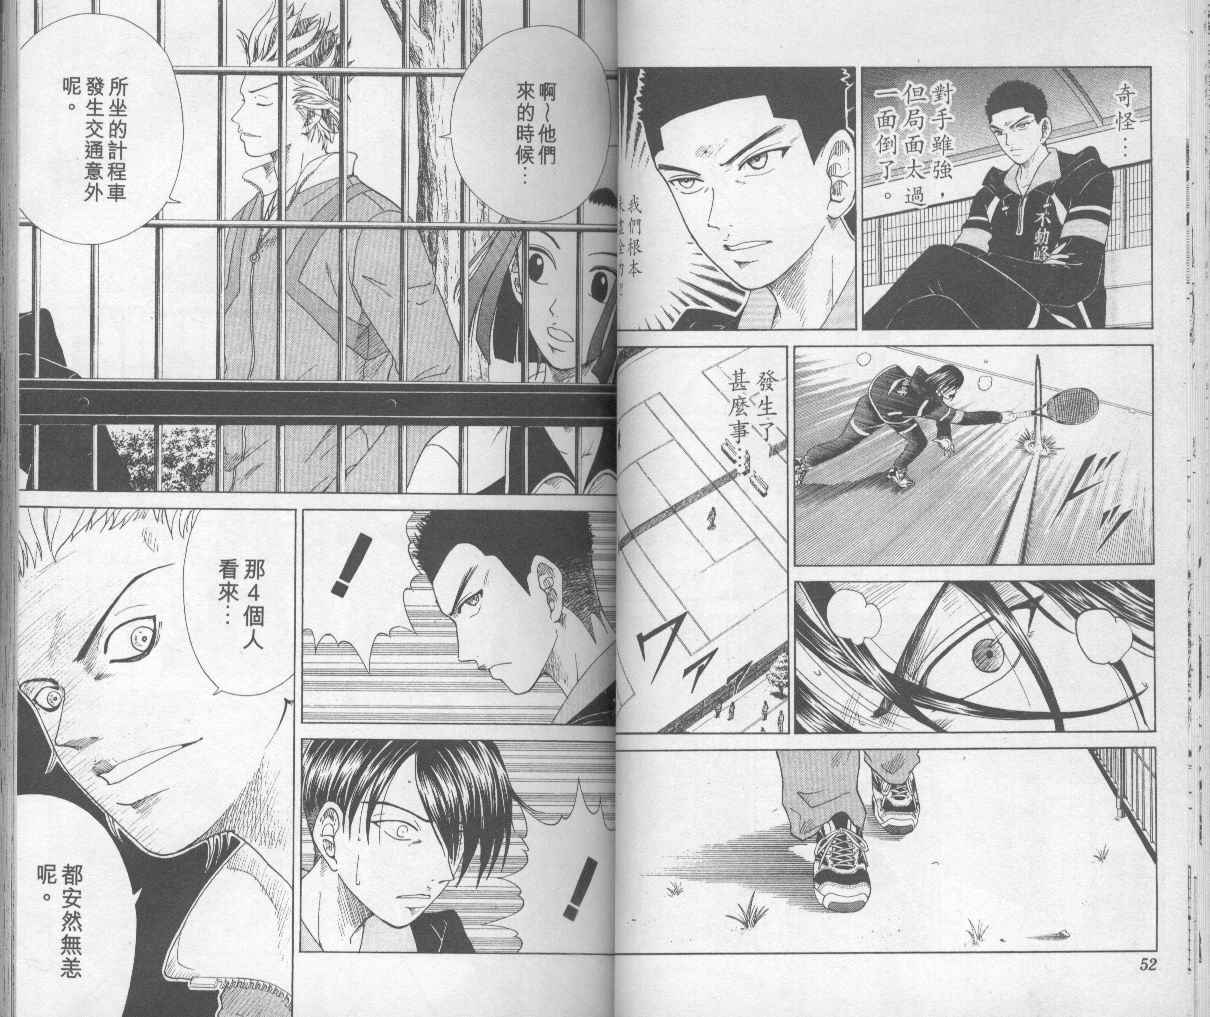 奇怪…
對手雖強，
但局面太過
一面倒了。
不動峰
我們根本
發生了
甚麼事…
52
啊～他們
來的時候…
所坐的計程車
發生交通意外
呢。
那4個人
看來…
都安然無恙
呢。